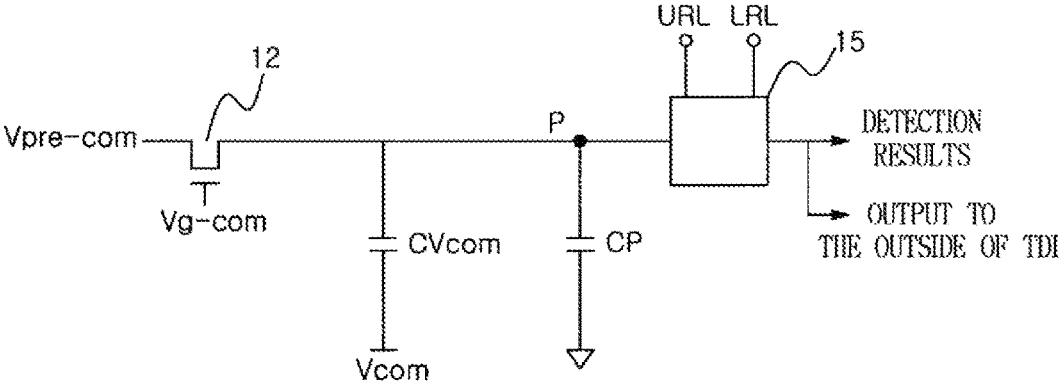 URL LRL
12
15
Vpre-com
P
DETECTION
RESULTS
Vg-com
OUTPUT TO
THE OUTSIDE OF TDI
CVcom
CP
Vcom